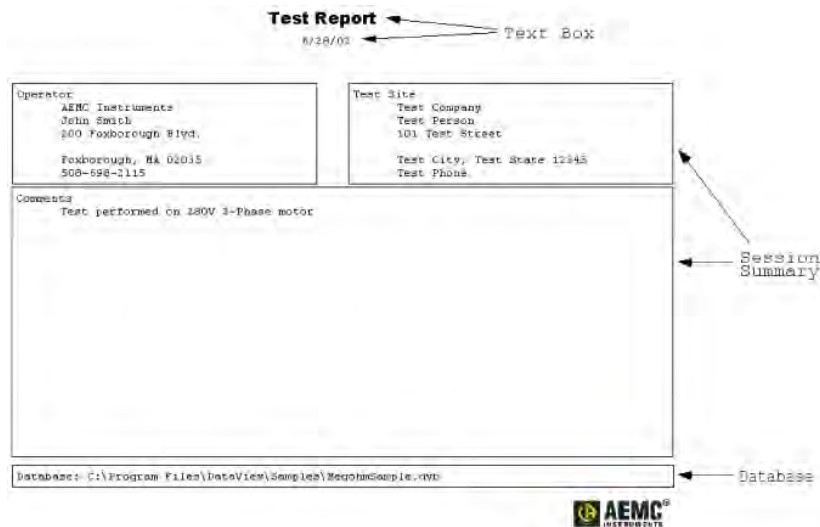 Test Report
Text Box
6/28/02
Operator
AEMC Instruments
John Smith
200 Foxborough Blvd.
Foxborough, MA 02035
508-698-2115
Test Site
Test Company
Test Person
101 Test Street
Test City, Test State 12345
Test Phone
Comments
Test performed on 3-Phase motor
Session
Summary
Database: C:\Program Files\DataView\Samples\MegohmSample.dvb
Database
AEMC®
INSTRUMENTS